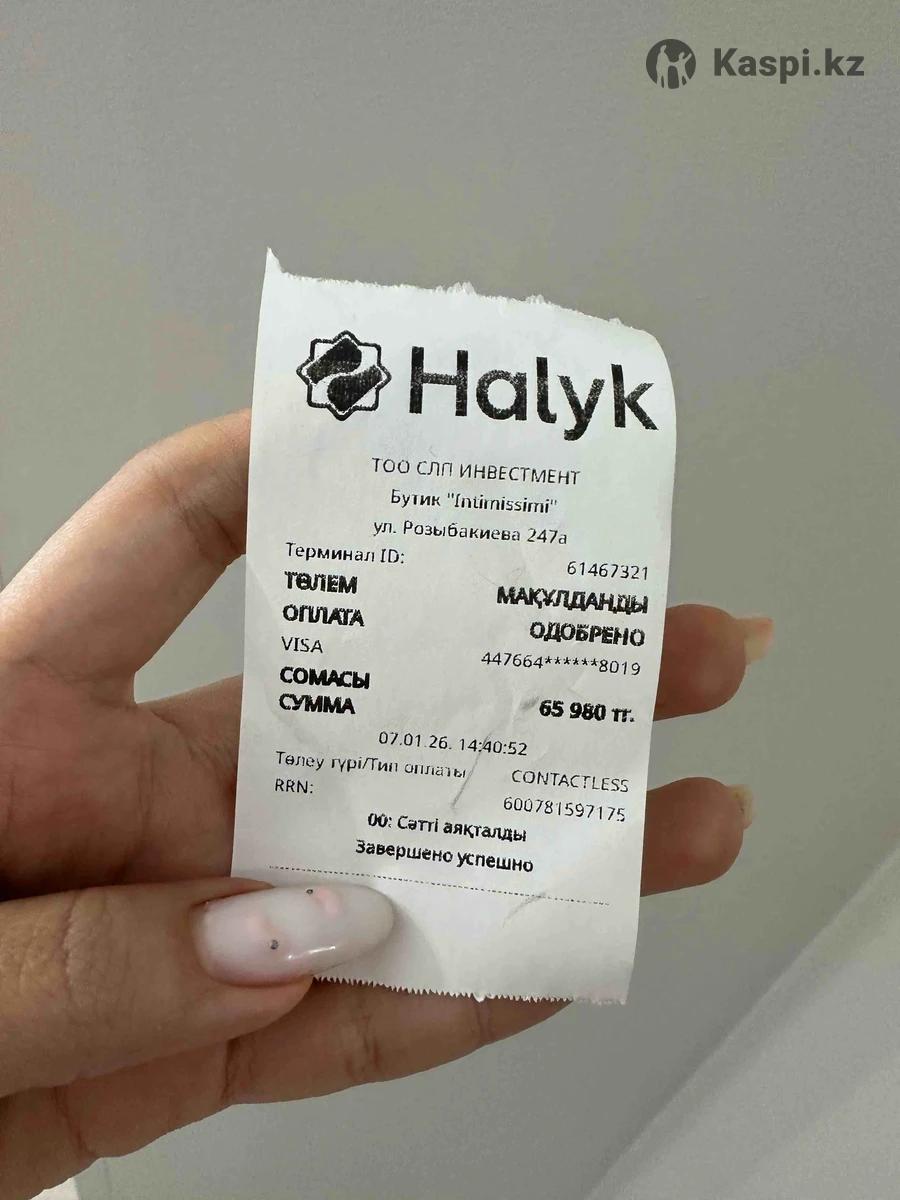 Kaspi.kz
Halyk
ТОО СЛП ИНВЕСТМЕНТ
Бутик "Intimissimi"
ул. Розыбакиева 247а
Терминал ID: 61467321
ТӨЛЕМ МАҚҰЛДАНДЫ
ОПЛАТА ОДОБРЕНО
VISA 447664******8019
СОМАСЫ
СУММА 65 980 тг.
07.01.26. 14:40:52
Төлеу түрі/Тип оплаты CONTACTLESS
RRN: 600781597175
00: Сәтті аяқталды
Завершено успешно